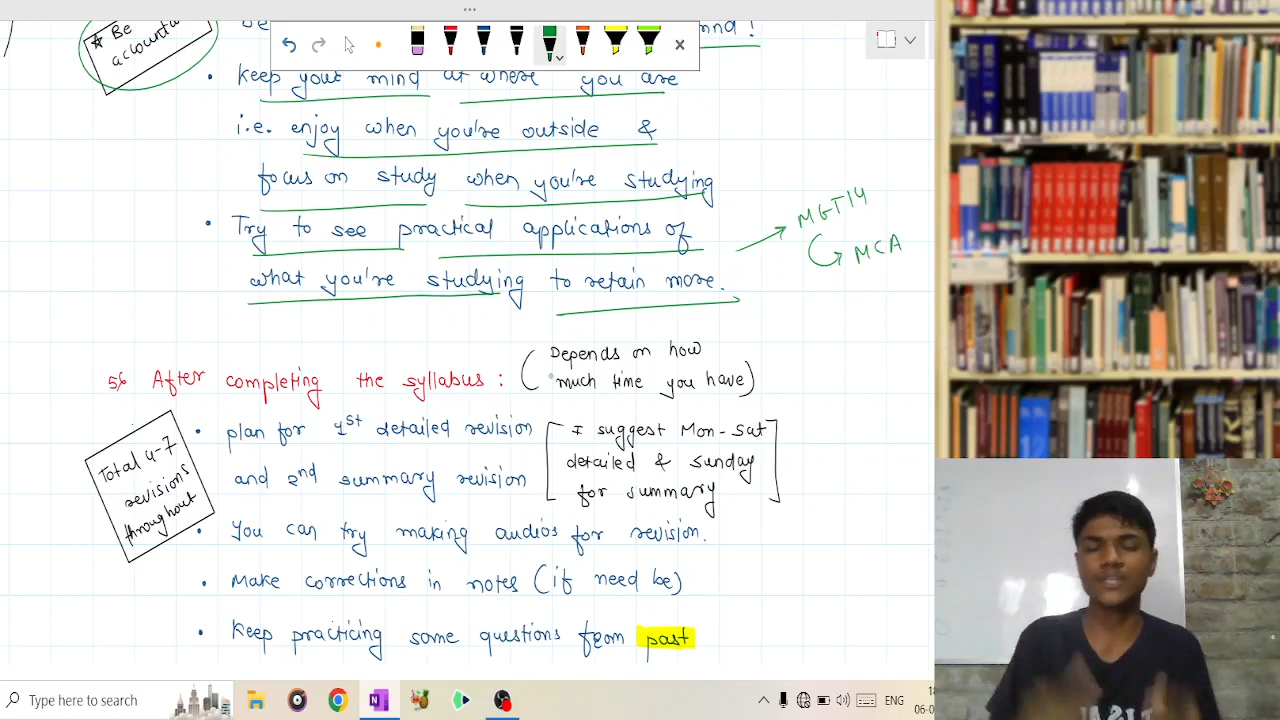 * Be
accounta
mind!
• Keep your mind at where you are
i.e. enjoy when you're outside &
focus on study when you're studying
• Try to see practical applications of
what you're studying to retain more.
MGT14
MCA
56 After completing the syllabus :
(Depends on how
much time you have)
Total 4-7
revisions
throughout
• plan for 1st detailed revision
and 2nd summary revision
[I suggest Mon-Sat
detailed & sunday
for summary]
• You can try making audios for revision.
• Make corrections in notes (if need be)
• Keep practicing some questions from past
Type here to search
ENG